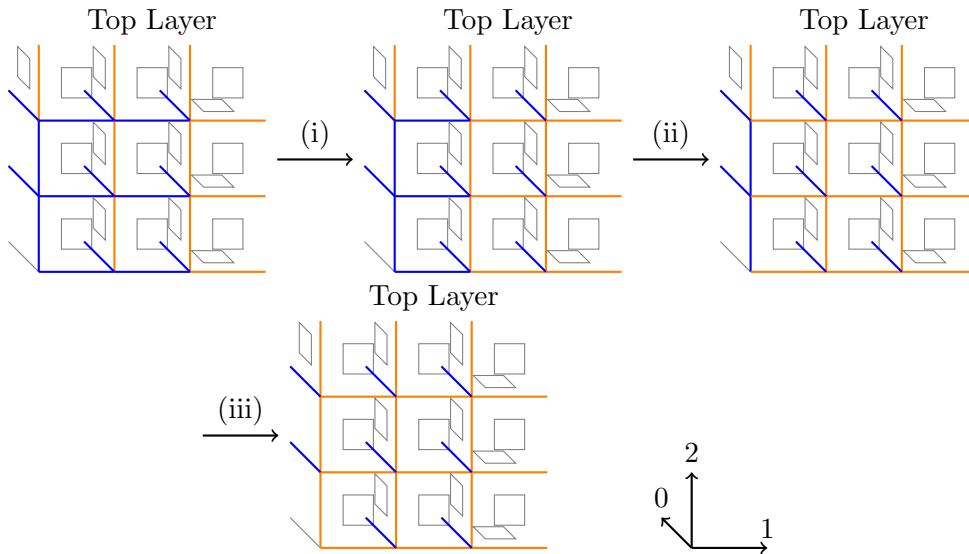 Top Layer
Top Layer
Top Layer
(i)
(ii)
Top Layer
(iii)
2
0
1